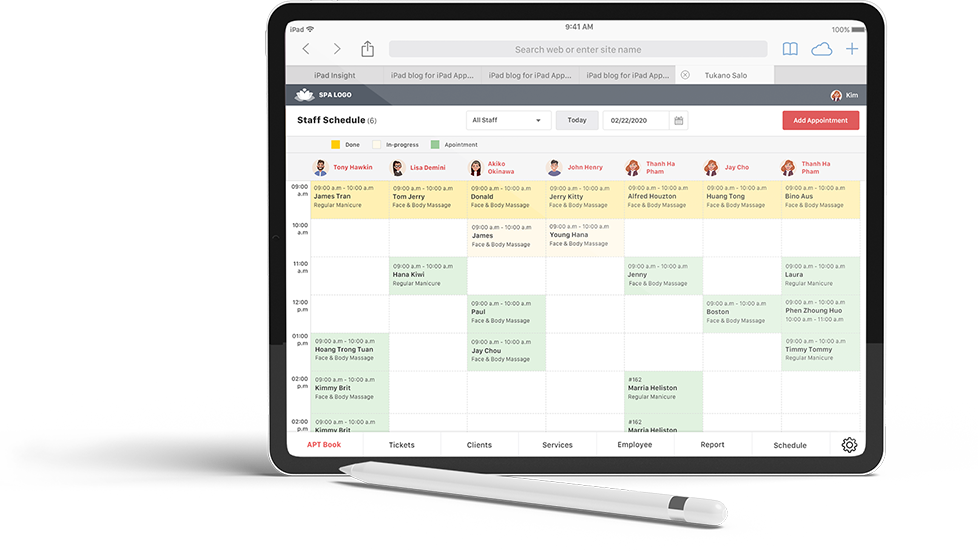 iPad
9:41 AM
100%
Search web or enter site name
iPad Insight
iPad blog for iPad App...
iPad blog for iPad App...
iPad blog for iPad App...
Tukano Salo
SPA LOGO
Kim
Staff Schedule (6)
All Staff
Today
02/22/2020
Add Appointment
Done
In-progress
Apointment
Tony Hawkin
Lisa Demini
Akiko
Okinawa
John Henry
Thanh Ha
Pham
Jay Cho
Thanh Ha
Pham
09:00
a.m
09:00 a.m - 10:00 a.m
James Tran
Regular Manicure
09:00 a.m - 10:00 a.m
Tom Jerry
Face & Body Massage
09:00 a.m - 10:00 a.m
Donald
Face & Body Massage
09:00 a.m - 10:00 a.m
Jerry Kitty
Face & Body Massage
09:00 a.m - 10:00 a.m
Alfred Houzton
Face & Body Massage
09:00 a.m - 10:00 a.m
Huang Tong
Face & Body Massage
09:00 a.m - 10:00 a.m
Bino Aus
Face & Body Massage
10:00
a.m
09:00 a.m - 10:00 a.m
James
Face & Body Massage
09:00 a.m - 10:00 a.m
Young Hana
Face & Body Massage
11:00
a.m
09:00 a.m - 10:00 a.m
Hana Kiwi
Regular Manicure
09:00 a.m - 10:00 a.m
Jenny
Face & Body Massage
09:00 a.m - 10:00 a.m
Laura
Regular Manicure
12:00
p.m
09:00 a.m - 10:00 a.m
Paul
Face & Body Massage
09:00 a.m - 10:00 a.m
Boston
Face & Body Massage
09:00 a.m - 10:00 a.m
Phen Zhoung Huo
10:00 a.m - 11:00 a.m
01:00
p.m
09:00 a.m - 10:00 a.m
Hoang Trong Tuan
Face & Body Massage
09:00 a.m - 10:00 a.m
Jay Chou
Face & Body Massage
Timmy Tommy
Regular Manicure
02:00
p.m
09:00 a.m - 10:00 a.m
Kimmy Brit
Face & Body Massage
#162
Marria Heliston
Regular Manicure
02:00
p.m
09:00 a.m - 10:00 a.m
Kimmy Brit
#162
Marria Heliston
APT Book
Tickets
Clients
Services
Employee
Report
Schedule